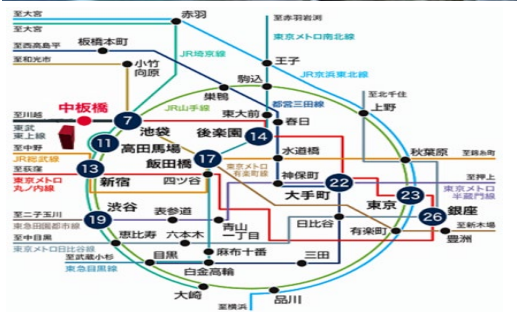 至大宮
至大宮
至西高島平
至和光市
板橋本町
小竹
向原
赤羽
JR埼京線
至赤羽岩渕
東京メトロ南北線
王子
JR京浜東北線
駒込
巣鴨
至川越
中板橋
7
池袋
JR山手線
都営三田線
東大前
春日
後楽園
14
至北千住
上野
東武
東上線
11
高田馬場
至中野
JR総武線
飯田橋
17
水道橋
秋葉原
至錦糸町
至荻窪
東京メトロ
丸ノ内線
13
新宿
四ツ谷
東京メトロ
有楽町線
神保町
大手町
22
東京
23
至押上
東京メトロ
半蔵門線
渋谷
19
表参道
至二子玉川
東急田園都市線
青山
一丁目
日比谷
有楽町
26
銀座
至新木場
豊洲
至中目黒
東京メトロ日比谷線
恵比寿
六本木
麻布十番
至武蔵小杉
東急目黒線
目黒
白金高輪
三田
大崎
品川
至横浜